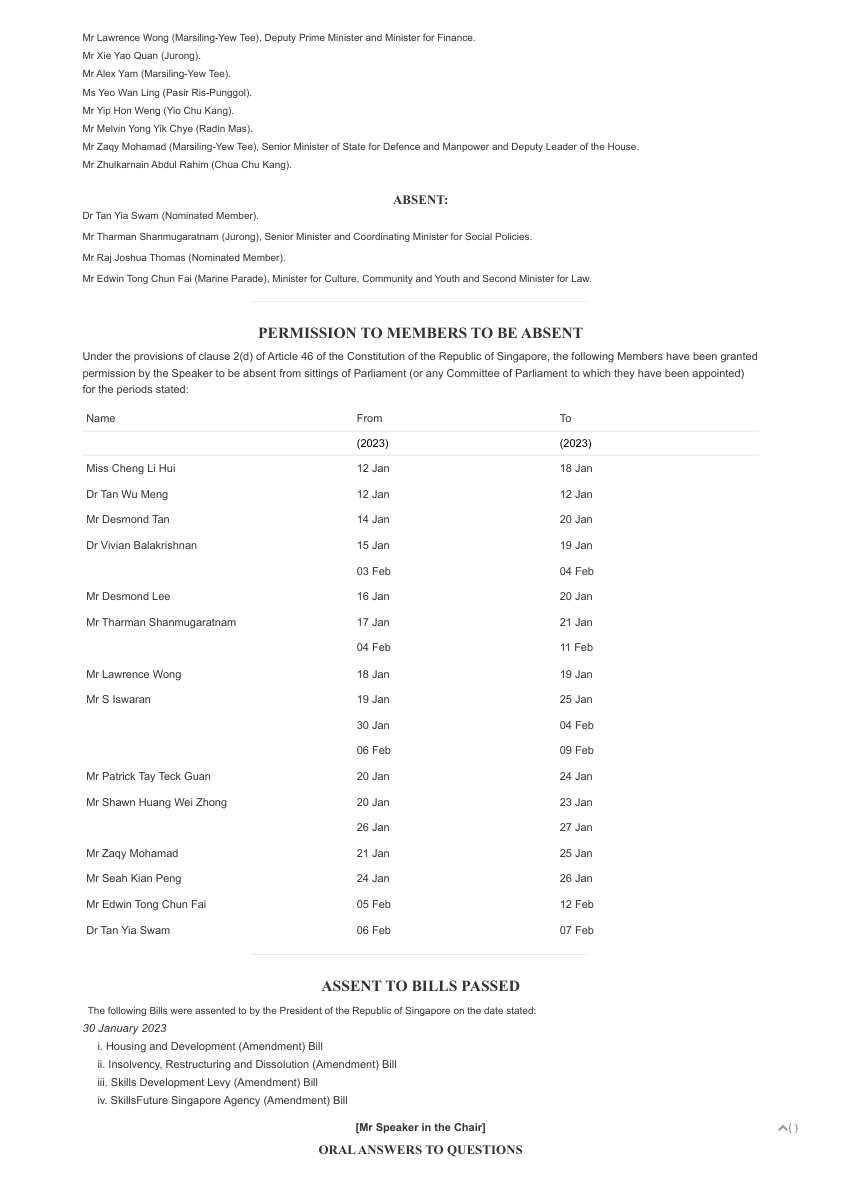 Mr Lawrence Wong (Marsiling-Yew Tee), Deputy Prime Minister and Minister for Finance.
Mr Xie Yao Quan (Jurong).
Mr Alex Yam (Marsiling-Yew Tee).
Ms Yeo Wan Ling (Pasir Ris-Punggol).
Mr Yip Hon Weng (Yio Chu Kang).
Mr Melvin Yong Yik Chye (Radin Mas).
Mr Zaqy Mohamad (Marsiling-Yew Tee), Senior Minister of State for Defence and Manpower and Deputy Leader of the House.
Mr Zhulkarnain Abdul Rahim (Chua Chu Kang).
ABSENT:
Dr Tan Yia Swam (Nominated Member).
Mr Tharman Shanmugaratnam (Jurong), Senior Minister and Coordinating Minister for Social Policies.
Mr Raj Joshua Thomas (Nominated Member).
Mr Edwin Tong Chun Fai (Marine Parade), Minister for Culture, Community and Youth and Second Minister for Law.
PERMISSION TO MEMBERS TO BE ABSENT
Under the provisions of clause 2(d) of Article 46 of the Constitution of the Republic of Singapore, the following Members have been granted
permission by the Speaker to be absent from sittings of Parliament (or any Committee of Parliament to which they have been appointed)
for the periods stated:
Name From To
(2023) (2023)
Miss Cheng Li Hui 12 Jan 18 Jan
Dr Tan Wu Meng 12 Jan 12 Jan
Mr Desmond Tan 14 Jan 20 Jan
Dr Vivian Balakrishnan 15 Jan 19 Jan
03 Feb 04 Feb
Mr Desmond Lee 16 Jan 20 Jan
Mr Tharman Shanmugaratnam 17 Jan 21 Jan
04 Feb 11 Feb
Mr Lawrence Wong 18 Jan 19 Jan
Mr S Iswaran 19 Jan 25 Jan
30 Jan 04 Feb
06 Feb 09 Feb
Mr Patrick Tay Teck Guan 20 Jan 24 Jan
Mr Shawn Huang Wei Zhong 20 Jan 23 Jan
26 Jan 27 Jan
Mr Zaqy Mohamad 21 Jan 25 Jan
Mr Seah Kian Peng 24 Jan 26 Jan
Mr Edwin Tong Chun Fai 05 Feb 12 Feb
Dr Tan Yia Swam 06 Feb 07 Feb
ASSENT TO BILLS PASSED
The following Bills were assented to by the President of the Republic of Singapore on the date stated:
30 January 2023
i. Housing and Development (Amendment) Bill
ii. Insolvency, Restructuring and Dissolution (Amendment) Bill
iii. Skills Development Levy (Amendment) Bill
iv. SkillsFuture Singapore Agency (Amendment) Bill
[Mr Speaker in the Chair]
( )
ORAL ANSWERS TO QUESTIONS